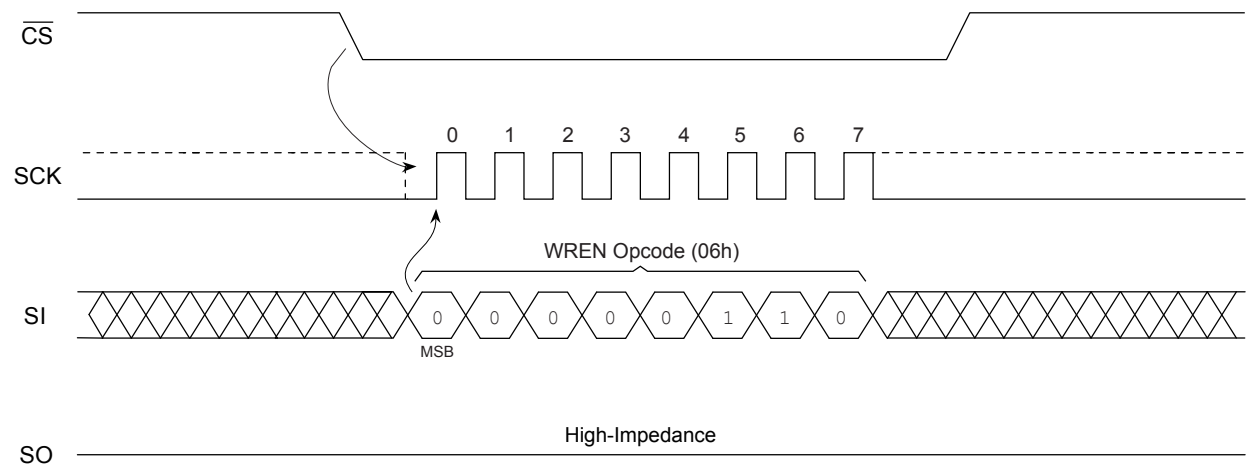 C̅S̅
0 1 2 3 4 5 6 7
SCK
WREN Opcode (06h)
SI
0 0 0 0 0 1 1 0
MSB
High-Impedance
SO